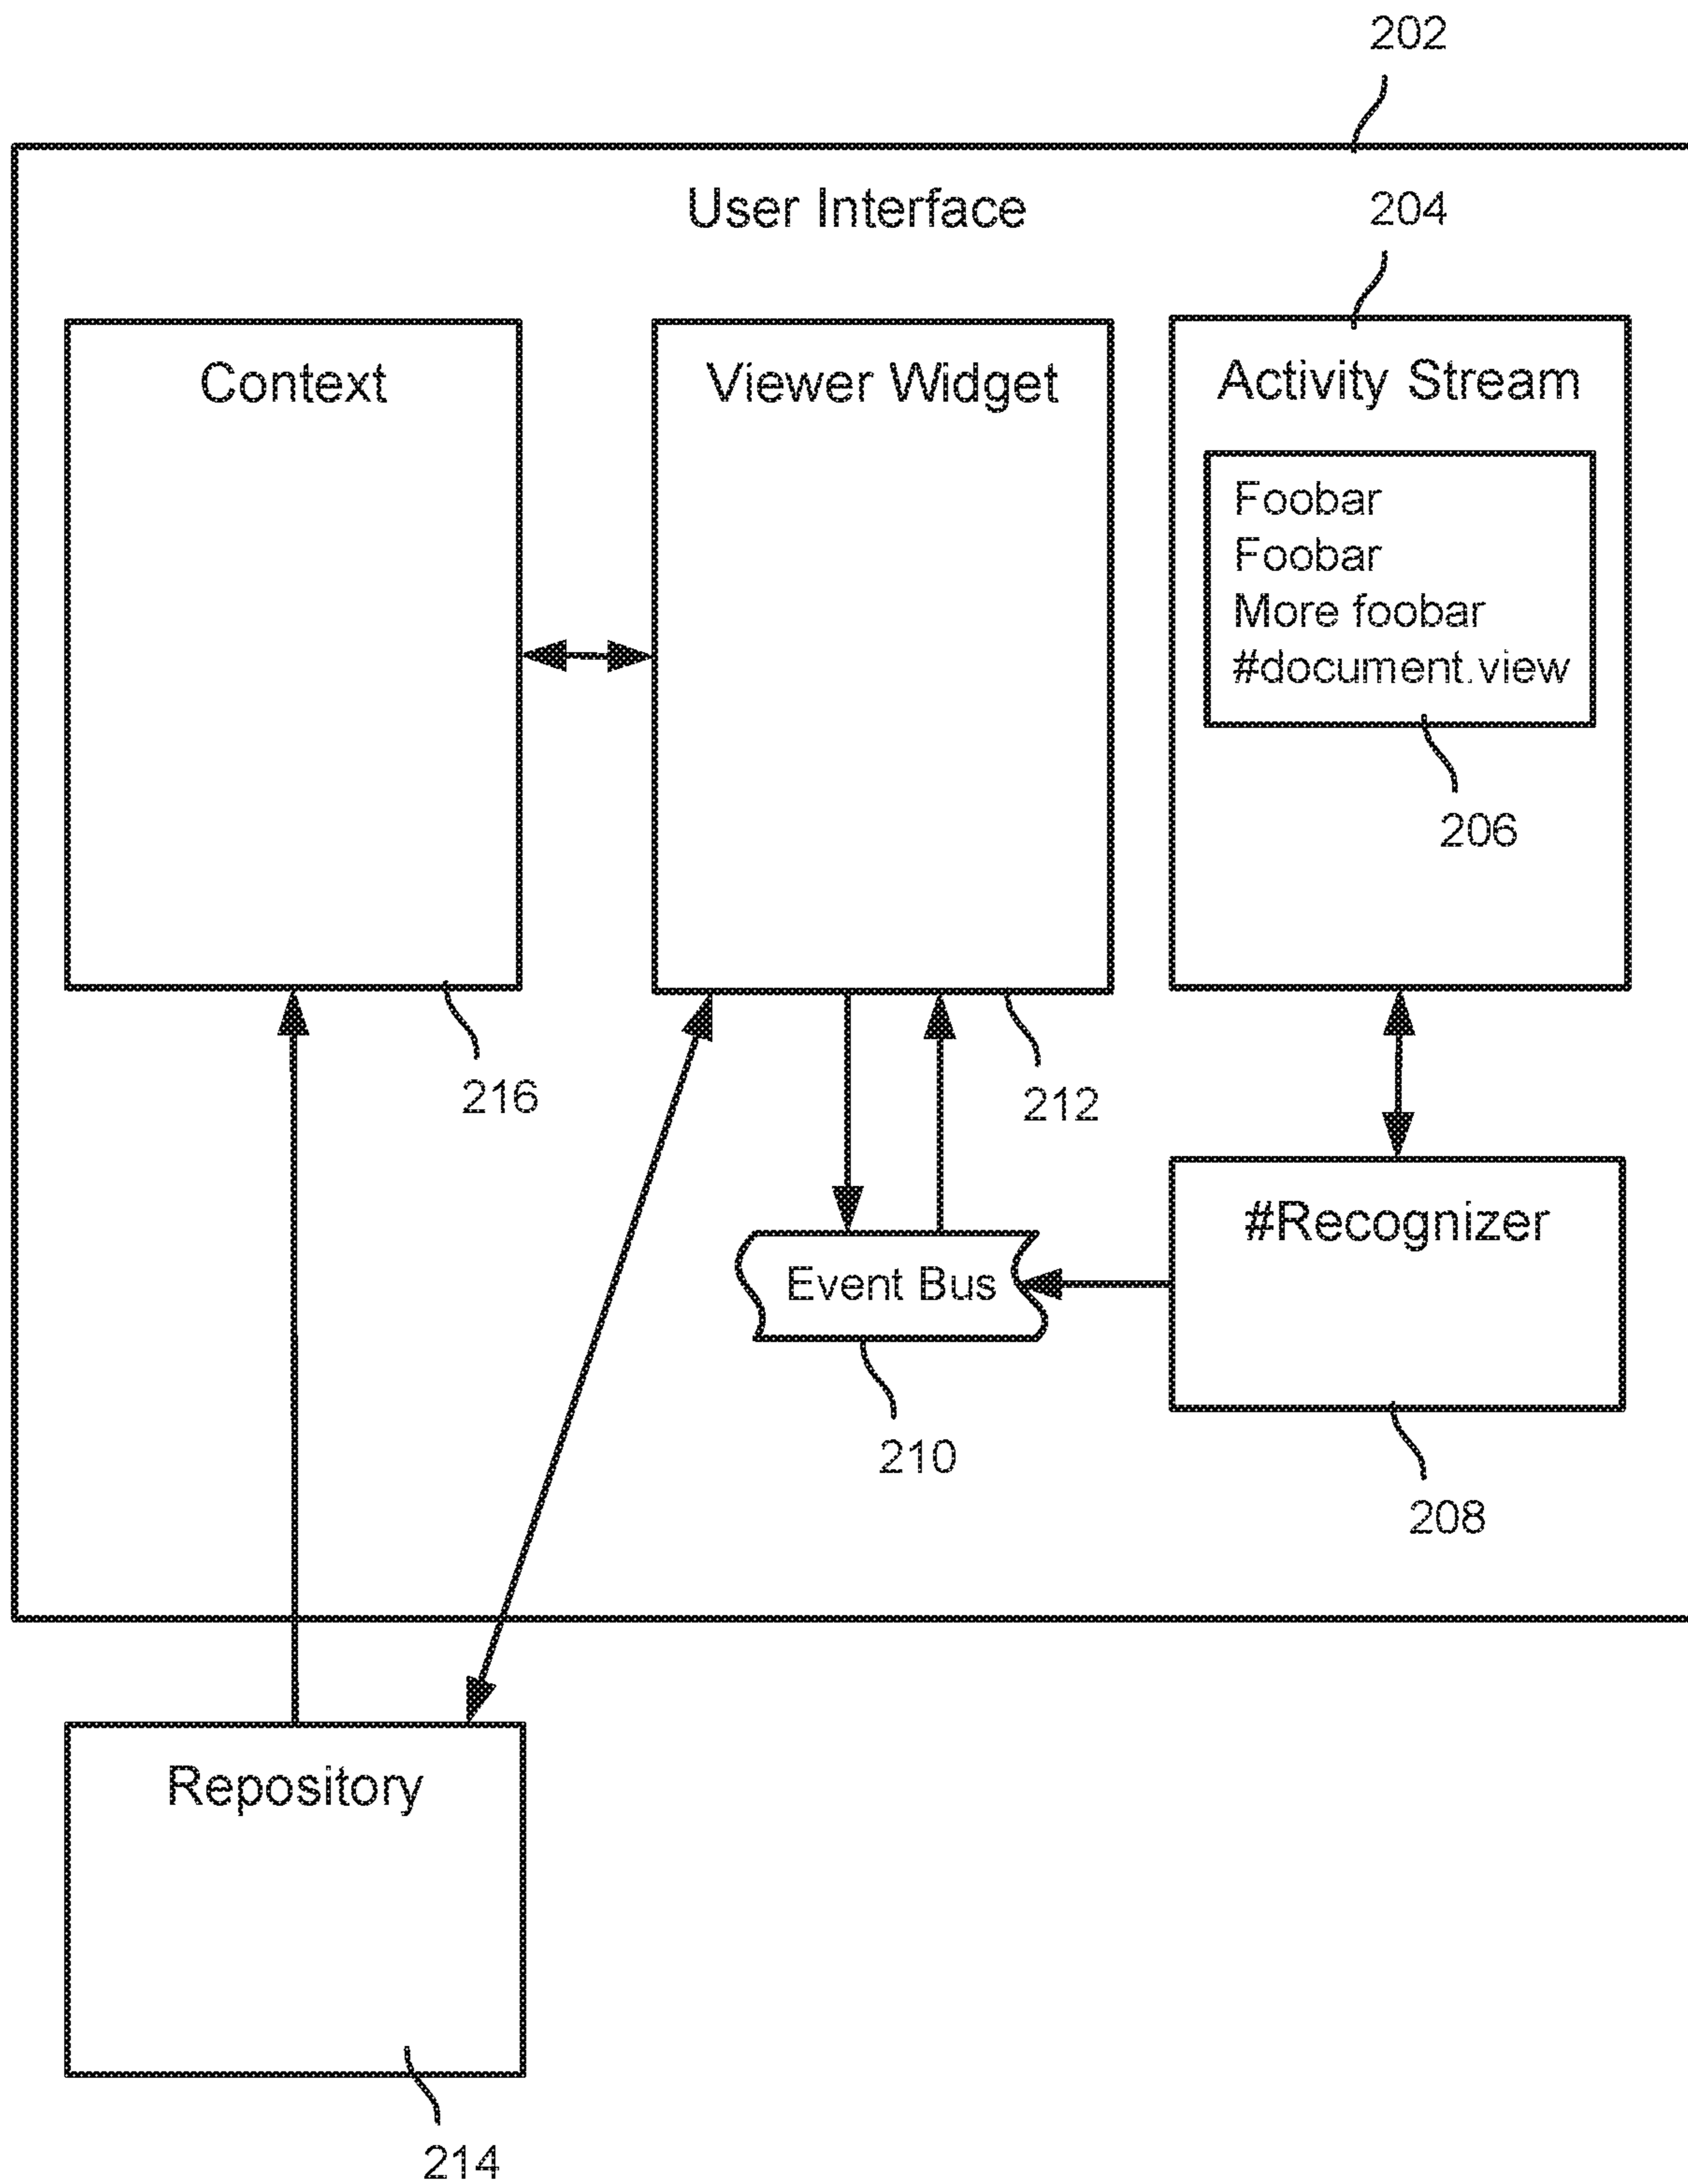 202
User Interface
204
Context
Viewer Widget
Activity Stream
Foobar
Foobar
More foobar
#document.view
206
216
212
#Recognizer
Event Bus
210
208
Repository
214